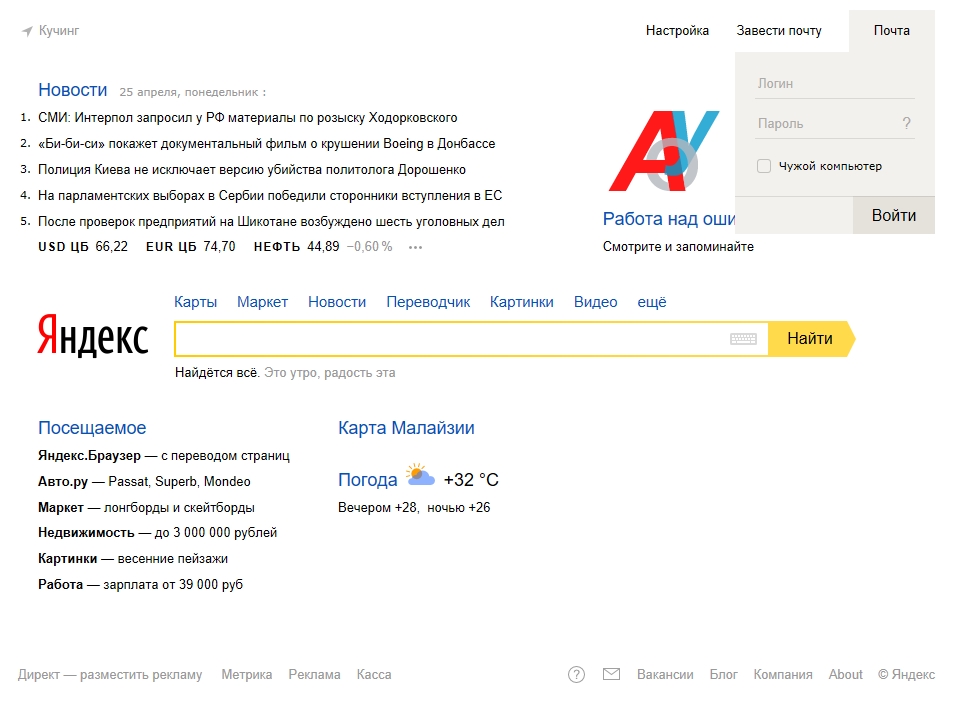 Кучинг
Настройка Завести почту Почта
Новости 25 апреля, понедельник :
1. СМИ: Интерпол запросил у РФ материалы по розыску Ходорковского
2. «Би-би-си» покажет документальный фильм о крушении Boeing в Донбассе
3. Полиция Киева не исключает версию убийства политолога Дорошенко
4. На парламентских выборах в Сербии победили сторонники вступления в ЕС
5. После проверок предприятий на Шикотане возбуждено шесть уголовных дел
USD ЦБ 66,22 EUR ЦБ 74,70 НЕФТЬ 44,89 −0,60 % •••
Работа над оши
Смотрите и запоминайте
Логин
Пароль ?
Чужой компьютер
Войти
Карты Маркет Новости Переводчик Картинки Видео ещё
Яндекс
Найти
Найдётся всё. Это утро, радость эта
Посещаемое
Яндекс.Браузер — с переводом страниц
Авто.ру — Passat, Superb, Mondeo
Маркет — лонгборды и скейтборды
Недвижимость — до 3 000 000 рублей
Картинки — весенние пейзажи
Работа — зарплата от 39 000 руб
Карта Малайзии
Погода +32 °C
Вечером +28, ночью +26
Директ — разместить рекламу Метрика Реклама Касса ? Вакансии Блог Компания About © Яндекс